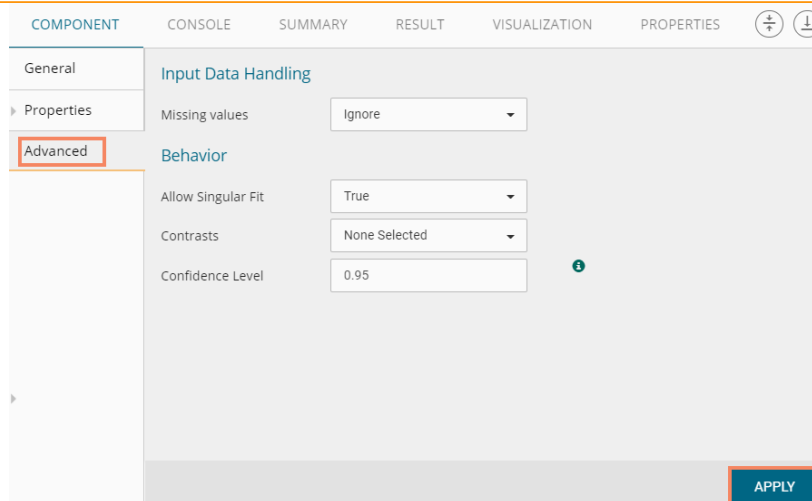 COMPONENT CONSOLE SUMMARY RESULT VISUALIZATION PROPERTIES
General
Properties
Advanced
Input Data Handling
Missing values Ignore
Behavior
Allow Singular Fit True
Contrasts None Selected
Confidence Level 0.95
APPLY